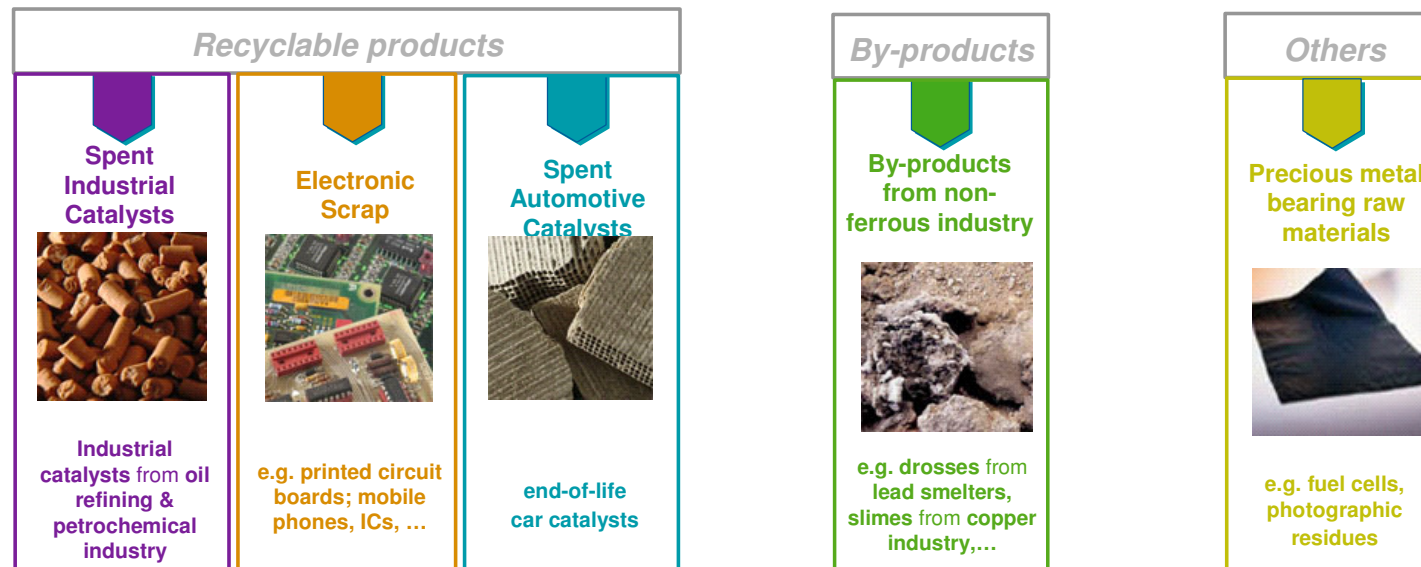 Recyclable products
Spent
Industrial
Catalysts
Industrial
catalysts from oil
refining &
petrochemical
industry
Electronic
Scrap
e.g. printed circuit
boards; mobile
phones, ICs, …
Spent
Automotive
Catalysts
end-of-life
car catalysts
By-products
By-products
from non-
ferrous industry
e.g. drosses from
lead smelters,
slimes from copper
industry,…
Others
Precious metal
bearing raw
materials
e.g. fuel cells,
photographic
residues